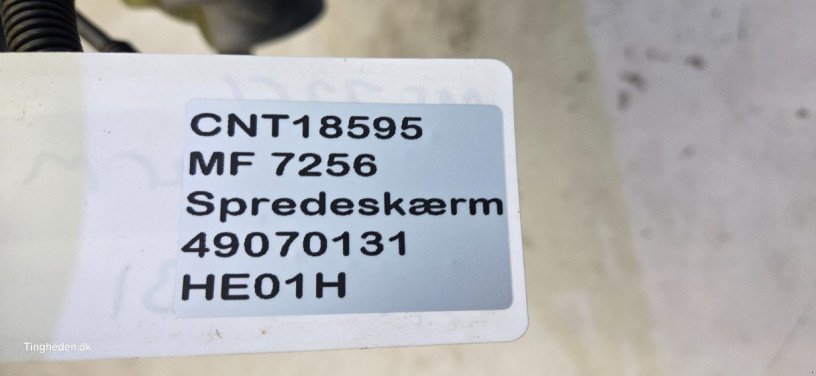 CNT18595
MF 7256
Spredeskærm
49070131
HE01H
Tingheden.dk